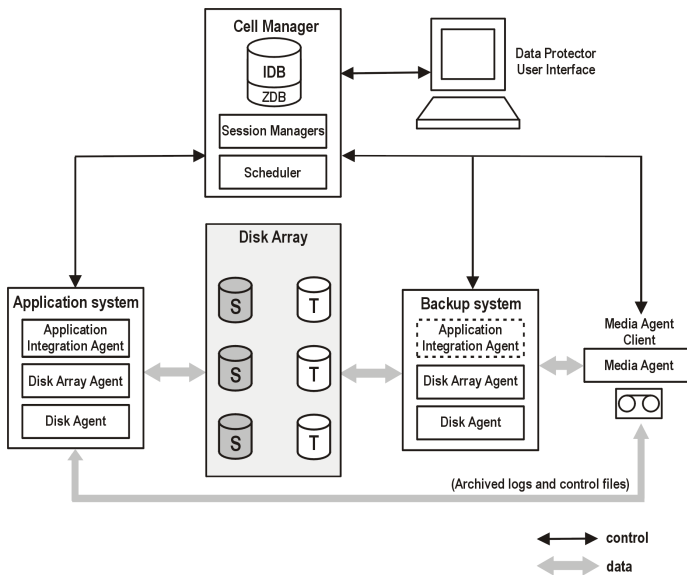 Cell Manager
IDB
ZDB
Session Managers
Scheduler
Data Protector
User Interface
Disk Array
S
T
S
T
S
T
Application system
Application
Integration Agent
Disk Array Agent
Disk Agent
Backup system
Application
Integration Agent
Disk Array Agent
Disk Agent
Media Agent
Client
Media Agent
(Archived logs and control files)
control
data